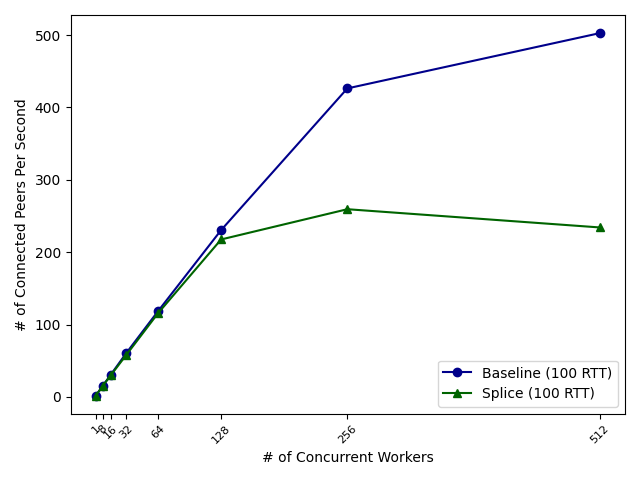 # of Connected Peers Per Second
500
400
300
200
100
0
Baseline (100 RTT)
Splice (100 RTT)
1 8 16 32 64 128 256 512
# of Concurrent Workers